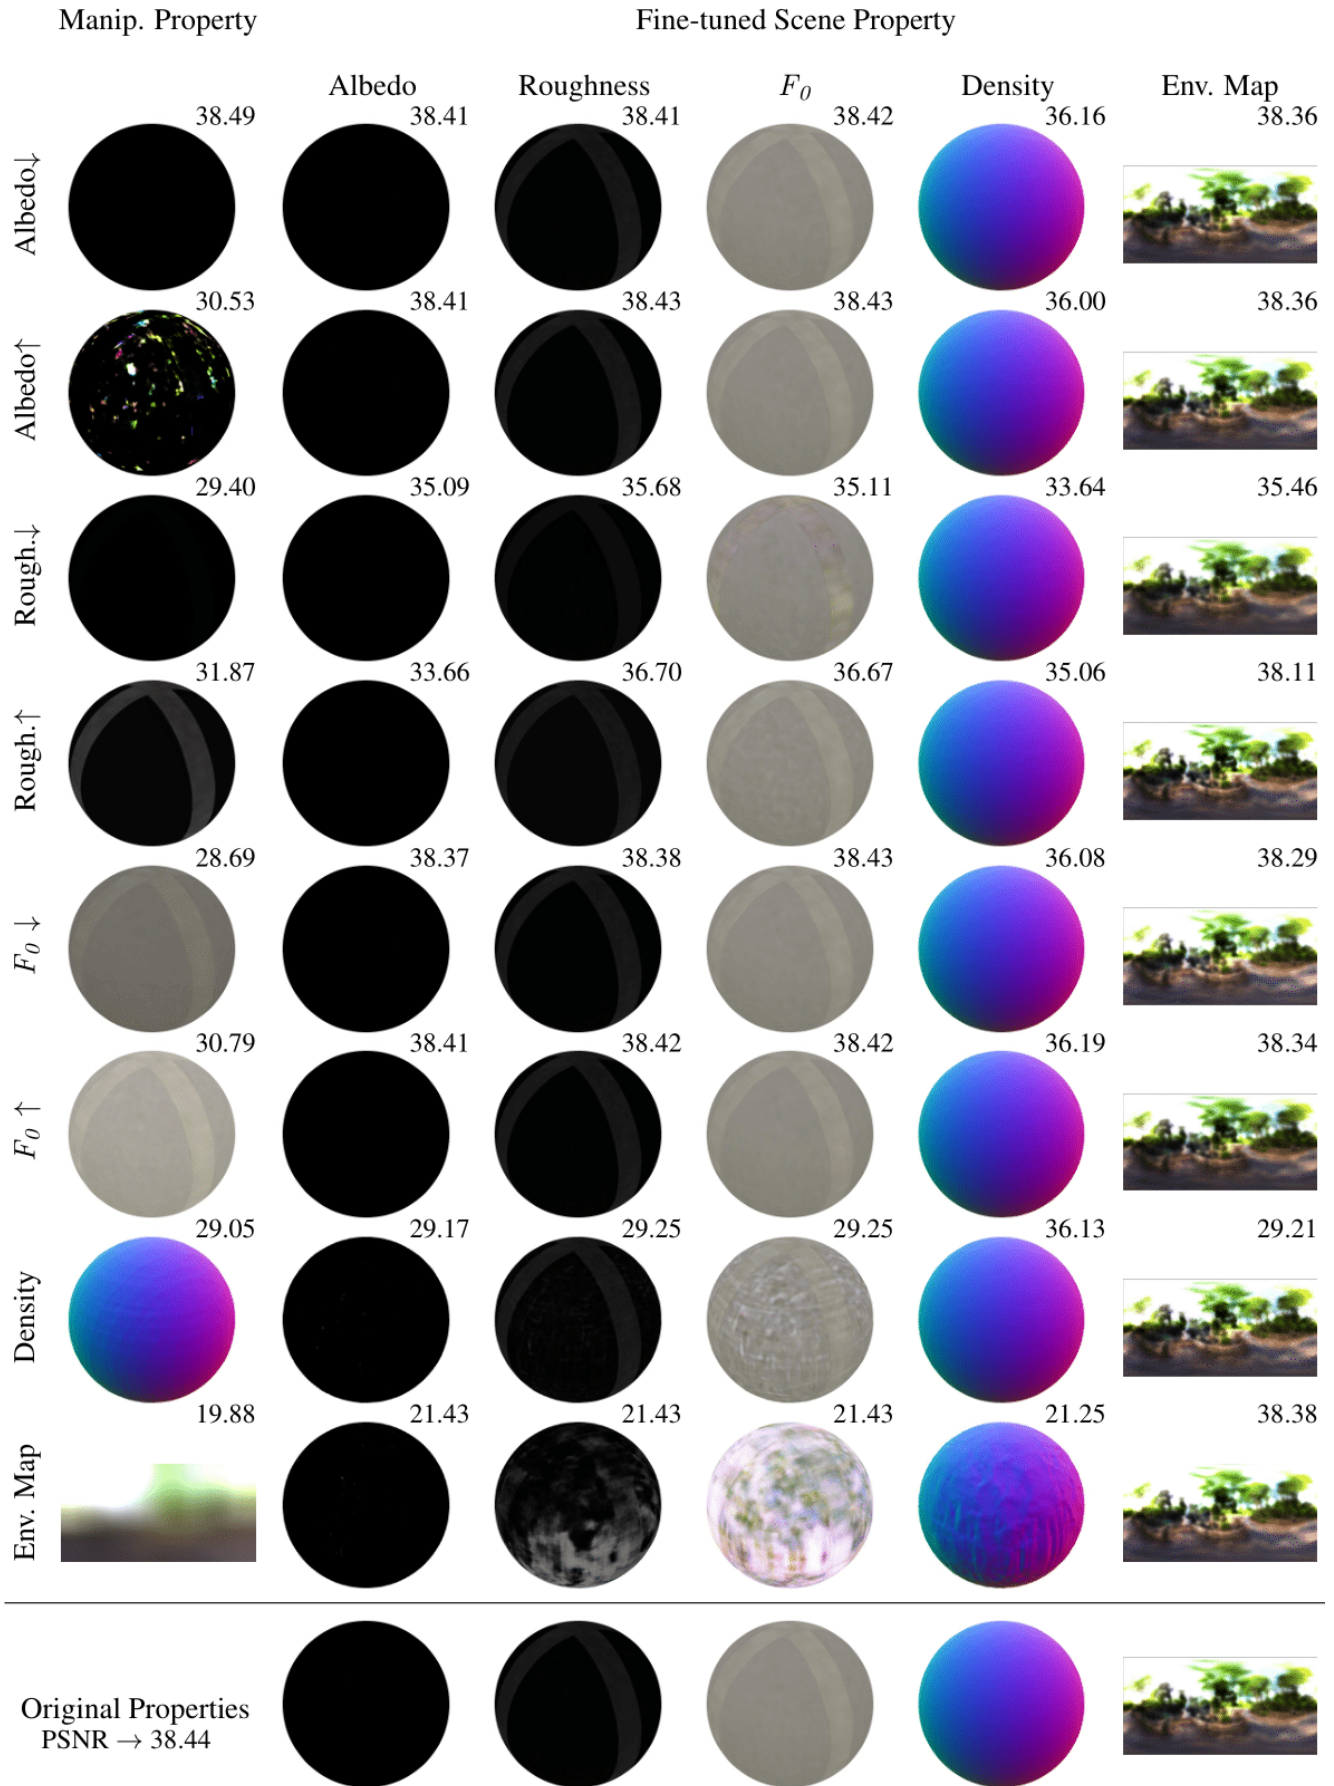 Manip. Property Fine-tuned Scene Property
Albedo Roughness F0 Density Env. Map
38.49 38.41 38.41 38.42 36.16 38.36
Albedo↓
30.53 38.41 38.43 38.43 36.00 38.36
Albedo↑
29.40 35.09 35.68 35.11 33.64 35.46
Rough.↓
31.87 33.66 36.70 36.67 35.06 38.11
Rough.↑
28.69 38.37 38.38 38.43 36.08 38.29
F0 ↓
30.79 38.41 38.42 38.42 36.19 38.34
F0 ↑
29.05 29.17 29.25 29.25 36.13 29.21
Density
19.88 21.43 21.43 21.43 21.25 38.38
Env. Map
Original Properties
PSNR → 38.44